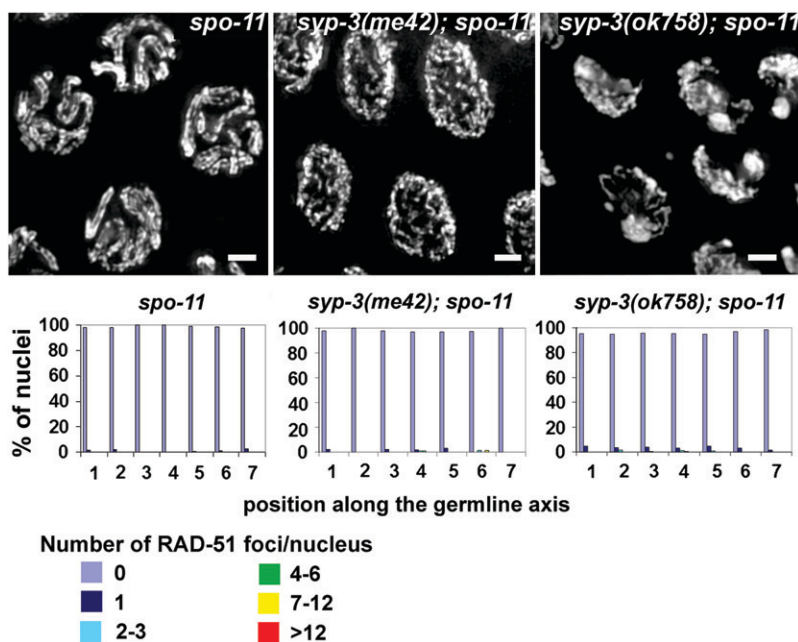 spo-11 syp-3(me42); spo-11 syp-3(ok758); spo-11
spo-11 syp-3(me42); spo-11 syp-3(ok758); spo-11
% of nuclei
100 100 100
80 80 80
60 60 60
40 40 40
20 20 20
0 0 0
1 2 3 4 5 6 7 1 2 3 4 5 6 7 1 2 3 4 5 6 7
position along the germline axis
Number of RAD-51 foci/nucleus
0 4-6
1 7-12
2-3 >12